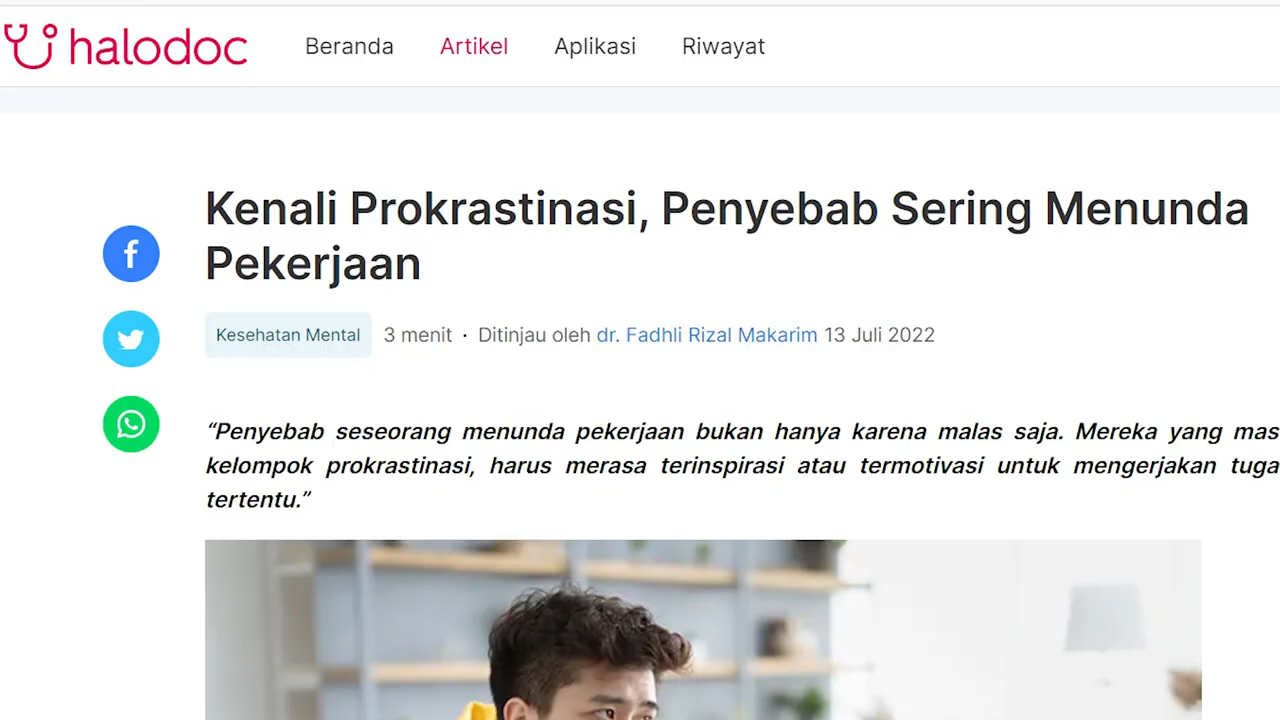 halodoc
Beranda Artikel Aplikasi Riwayat
Kenali Prokrastinasi, Penyebab Sering Menunda
Pekerjaan
Kesehatan Mental 3 menit · Ditinjau oleh dr. Fadhli Rizal Makarim 13 Juli 2022
“Penyebab seseorang menunda pekerjaan bukan hanya karena malas saja. Mereka yang mas
kelompok prokrastinasi, harus merasa terinspirasi atau termotivasi untuk mengerjakan tuga
tertentu.”